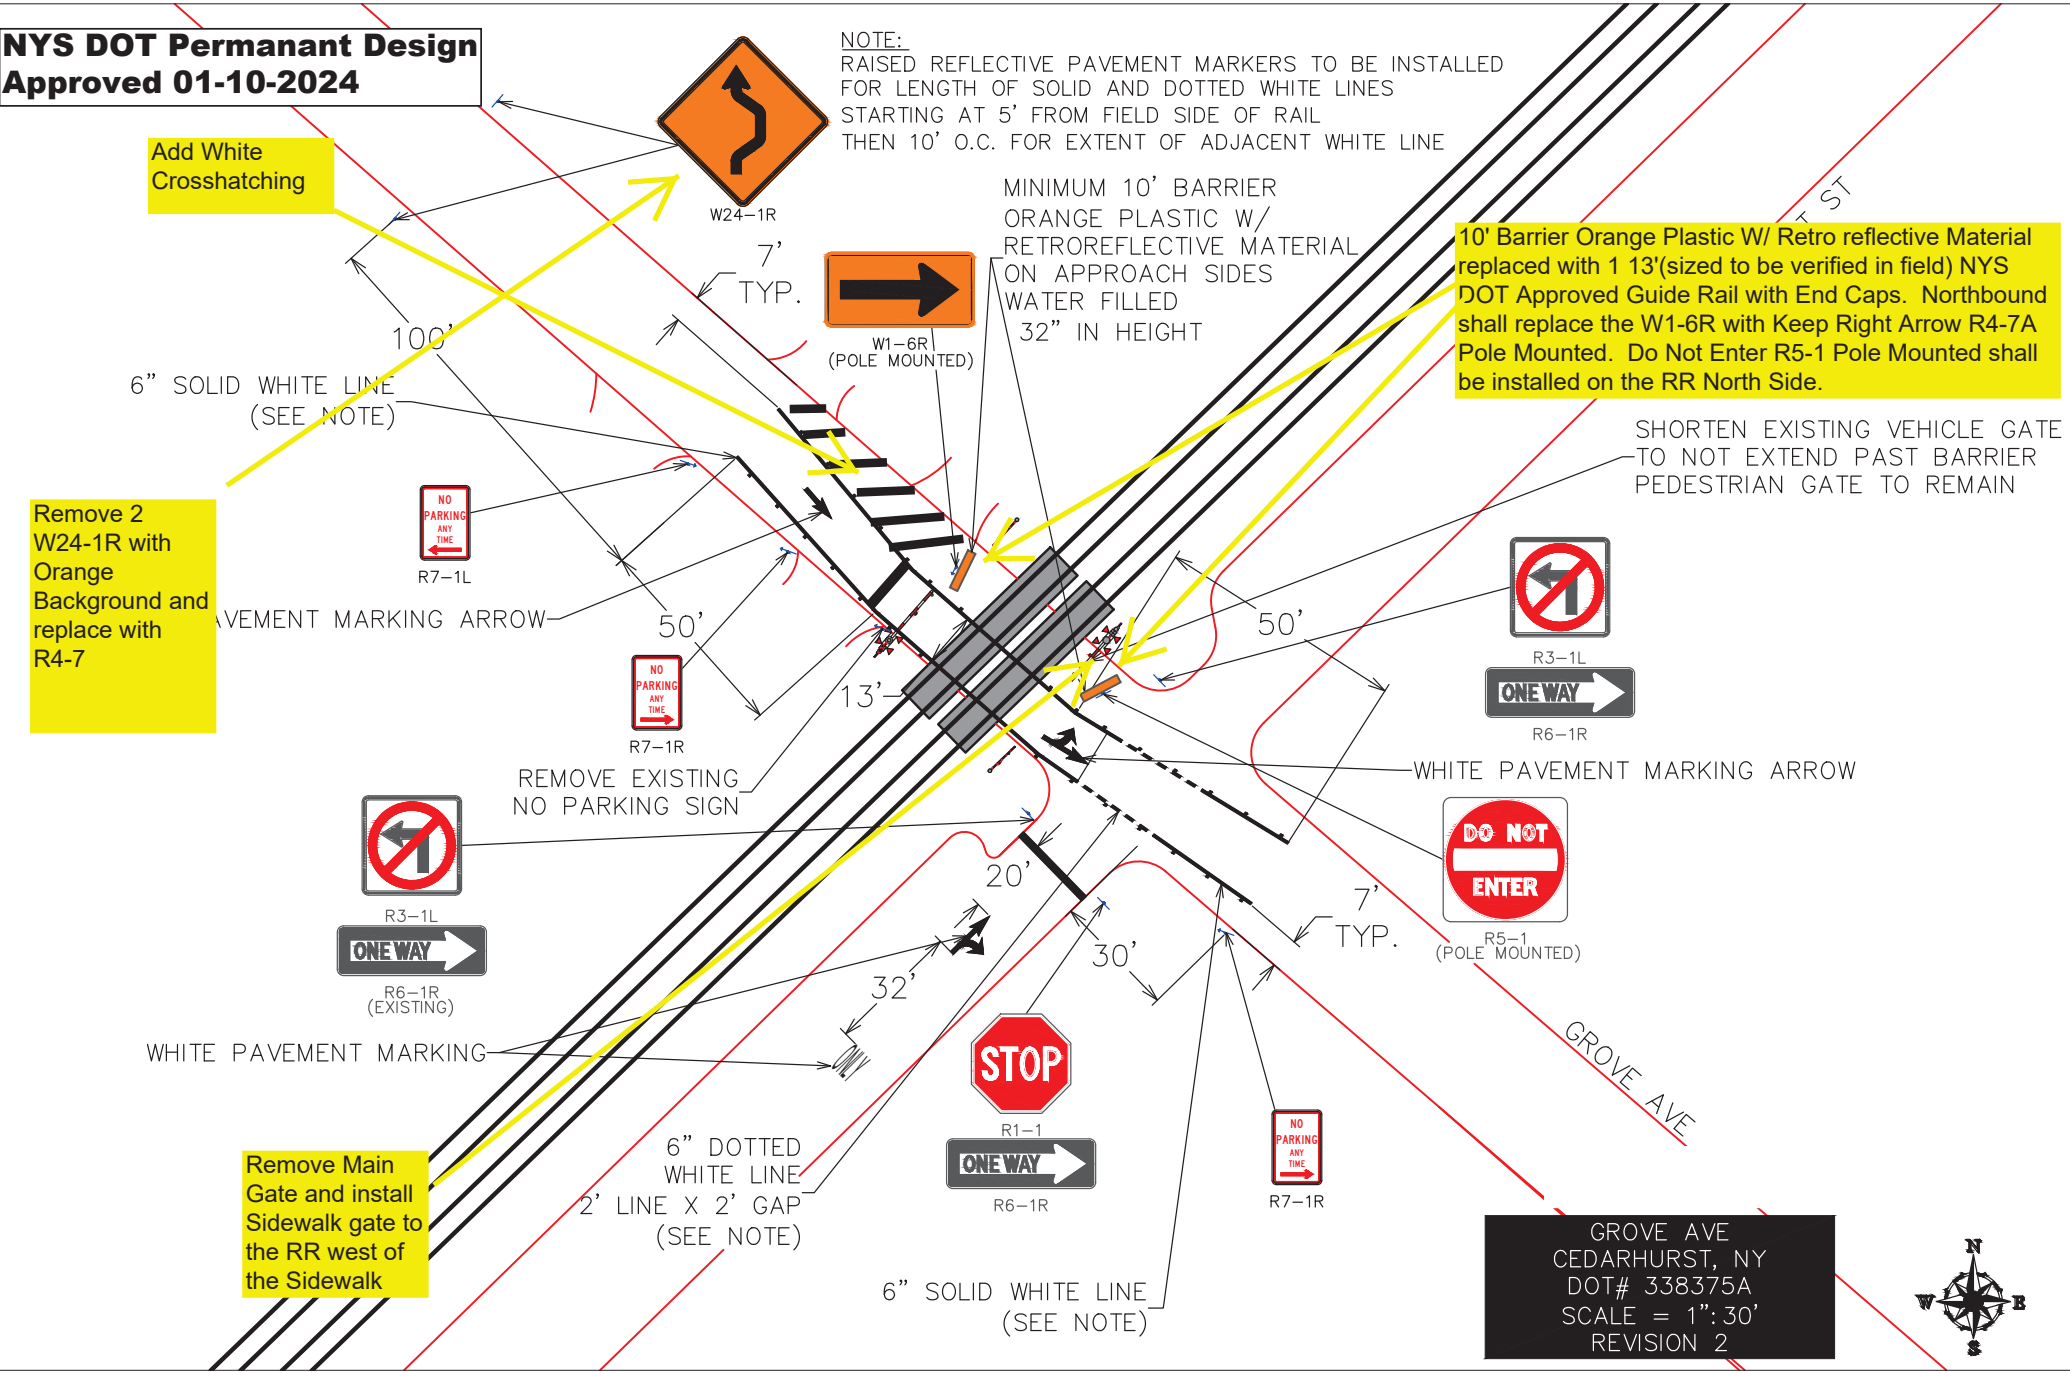 NYS DOT Permanant Design
Approved 01-10-2024
NOTE:
RAISED REFLECTIVE PAVEMENT MARKERS TO BE INSTALLED
FOR LENGTH OF SOLID AND DOTTED WHITE LINES
STARTING AT 5' FROM FIELD SIDE OF RAIL
THEN 10' O.C. FOR EXTENT OF ADJACENT WHITE LINE
Add White
Crosshatching
W24-1R
7'
TYP.
MINIMUM 10' BARRIER
ORANGE PLASTIC W/
RETROREFLECTIVE MATERIAL
ON APPROACH SIDES
WATER FILLED
32" IN HEIGHT
ST
10' Barrier Orange Plastic W/ Retro reflective Material
replaced with 1 13'(sized to be verified in field) NYS
DOT Approved Guide Rail with End Caps. Northbound
shall replace the W1-6R with Keep Right Arrow R4-7A
Pole Mounted. Do Not Enter R5-1 Pole Mounted shall
be installed on the RR North Side.
W1-6R
(POLE MOUNTED)
100'
6" SOLID WHITE LINE
(SEE NOTE)
SHORTEN EXISTING VEHICLE GATE
TO NOT EXTEND PAST BARRIER
PEDESTRIAN GATE TO REMAIN
NO
PARKING
ANY
TIME
R7-1L
Remove 2
W24-1R with
Orange
Background and
replace with
R4-7
AVEMENT MARKING ARROW
50'
50'
R3-1L
ONE WAY
R6-1R
NO
PARKING
ANY
TIME
R7-1R
13'
REMOVE EXISTING
NO PARKING SIGN
WHITE PAVEMENT MARKING ARROW
DO NOT
ENTER
R5-1
(POLE MOUNTED)
R3-1L
ONE WAY
R6-1R
(EXISTING)
20'
7'
TYP.
30'
32'
WHITE PAVEMENT MARKING
ONLY
GROVE AVE
STOP
R1-1
ONE WAY
R6-1R
NO
PARKING
ANY
TIME
R7-1R
6" DOTTED
WHITE LINE
2' LINE X 2' GAP
(SEE NOTE)
Remove Main
Gate and install
Sidewalk gate to
the RR west of
the Sidewalk
6" SOLID WHITE LINE
(SEE NOTE)
GROVE AVE
CEDARHURST, NY
DOT# 338375A
SCALE = 1":30'
REVISION 2
N
W
E
S